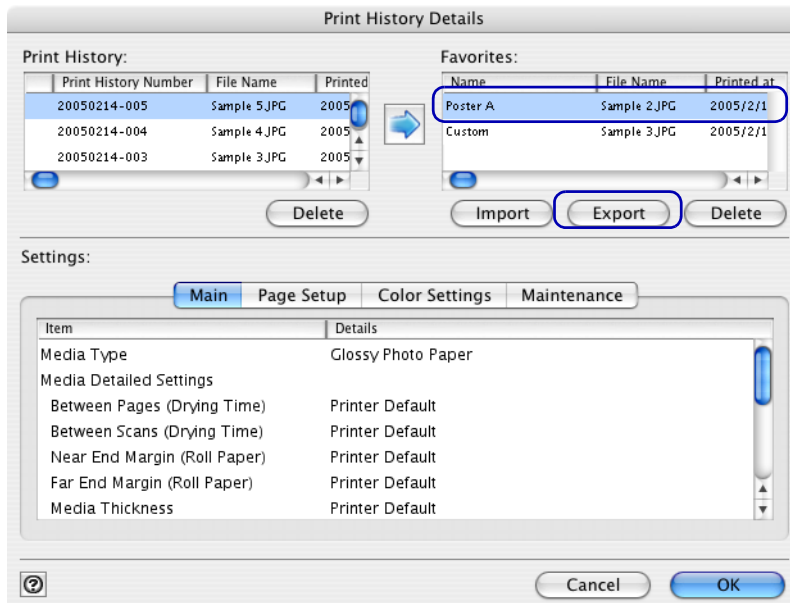 Print History Details
Print History: Favorites:
Print History Number File Name Printed
20050214-005 Sample 5.JPG 2005
20050214-004 Sample 4.JPG 2005
20050214-003 Sample 3.JPG 2005
Name File Name Printed at
Poster A Sample 2.JPG 2005/2/1
Custom Sample 3.JPG 2005/2/1
Delete Import Export Delete
Settings:
Main Page Setup Color Settings Maintenance
Item Details
Media Type Glossy Photo Paper
Media Detailed Settings
Between Pages (Drying Time) Printer Default
Between Scans (Drying Time) Printer Default
Near End Margin (Roll Paper) Printer Default
Far End Margin (Roll Paper) Printer Default
Media Thickness Printer Default
? Cancel OK